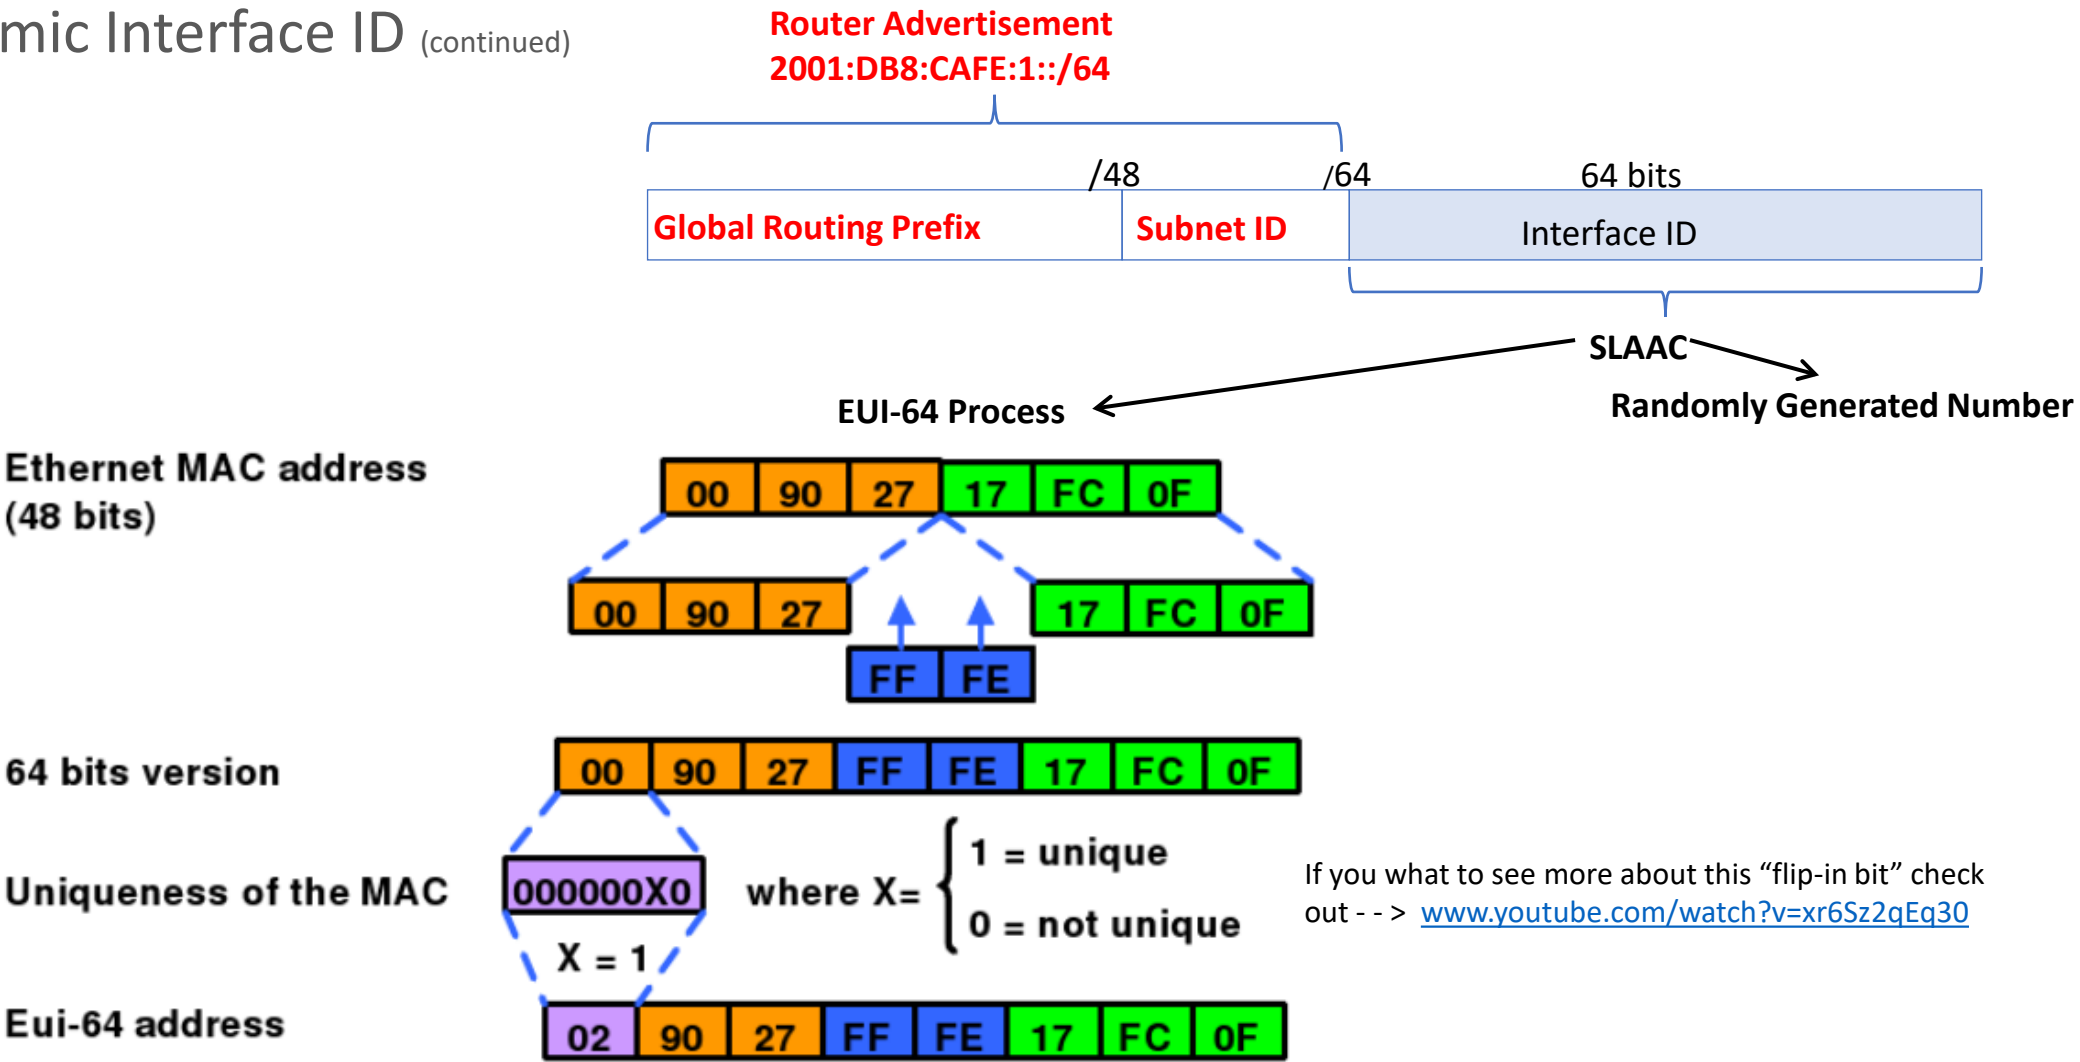 mic Interface ID (continued)
Router Advertisement
2001:DB8:CAFE:1::/64
/48
/64
64 bits
Global Routing Prefix
Subnet ID
Interface ID
SLAAC
EUI-64 Process
Randomly Generated Number
Ethernet MAC address
(48 bits)
00 90 27 17 FC 0F
00 90 27
17 FC 0F
FF FE
64 bits version
00 90 27 FF FE 17 FC 0F
Uniqueness of the MAC
000000X0
where X=
1 = unique
0 = not unique
If you what to see more about this “flip-in bit” check
out - - > www.youtube.com/watch?v=xr6Sz2qEq30
X = 1
Eui-64 address
02 90 27 FF FE 17 FC 0F